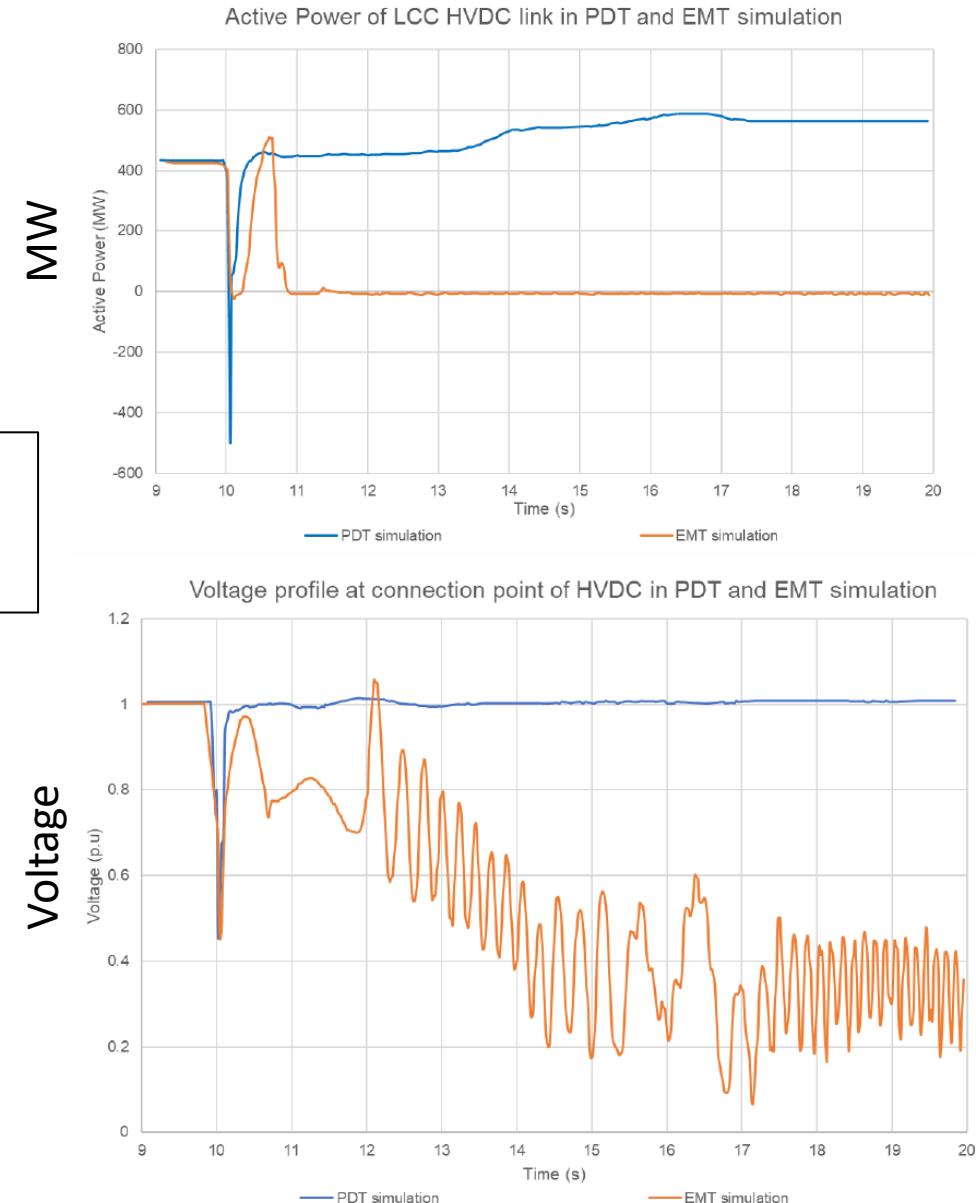 Active Power of LCC HVDC link in PDT and EMT simulation
MW
Active Power (MW)
800
600
400
200
0
-200
-400
-600
9 10 11 12 13 14 15 16 17 18 19 20
Time (s)
PDT simulation EMT simulation
Voltage profile at connection point of HVDC in PDT and EMT simulation
Voltage
Voltage (p.u)
1.2
1
0.8
0.6
0.4
0.2
0
9 10 11 12 13 14 15 16 17 18 19 20
Time (s)
PDT simulation EMT simulation